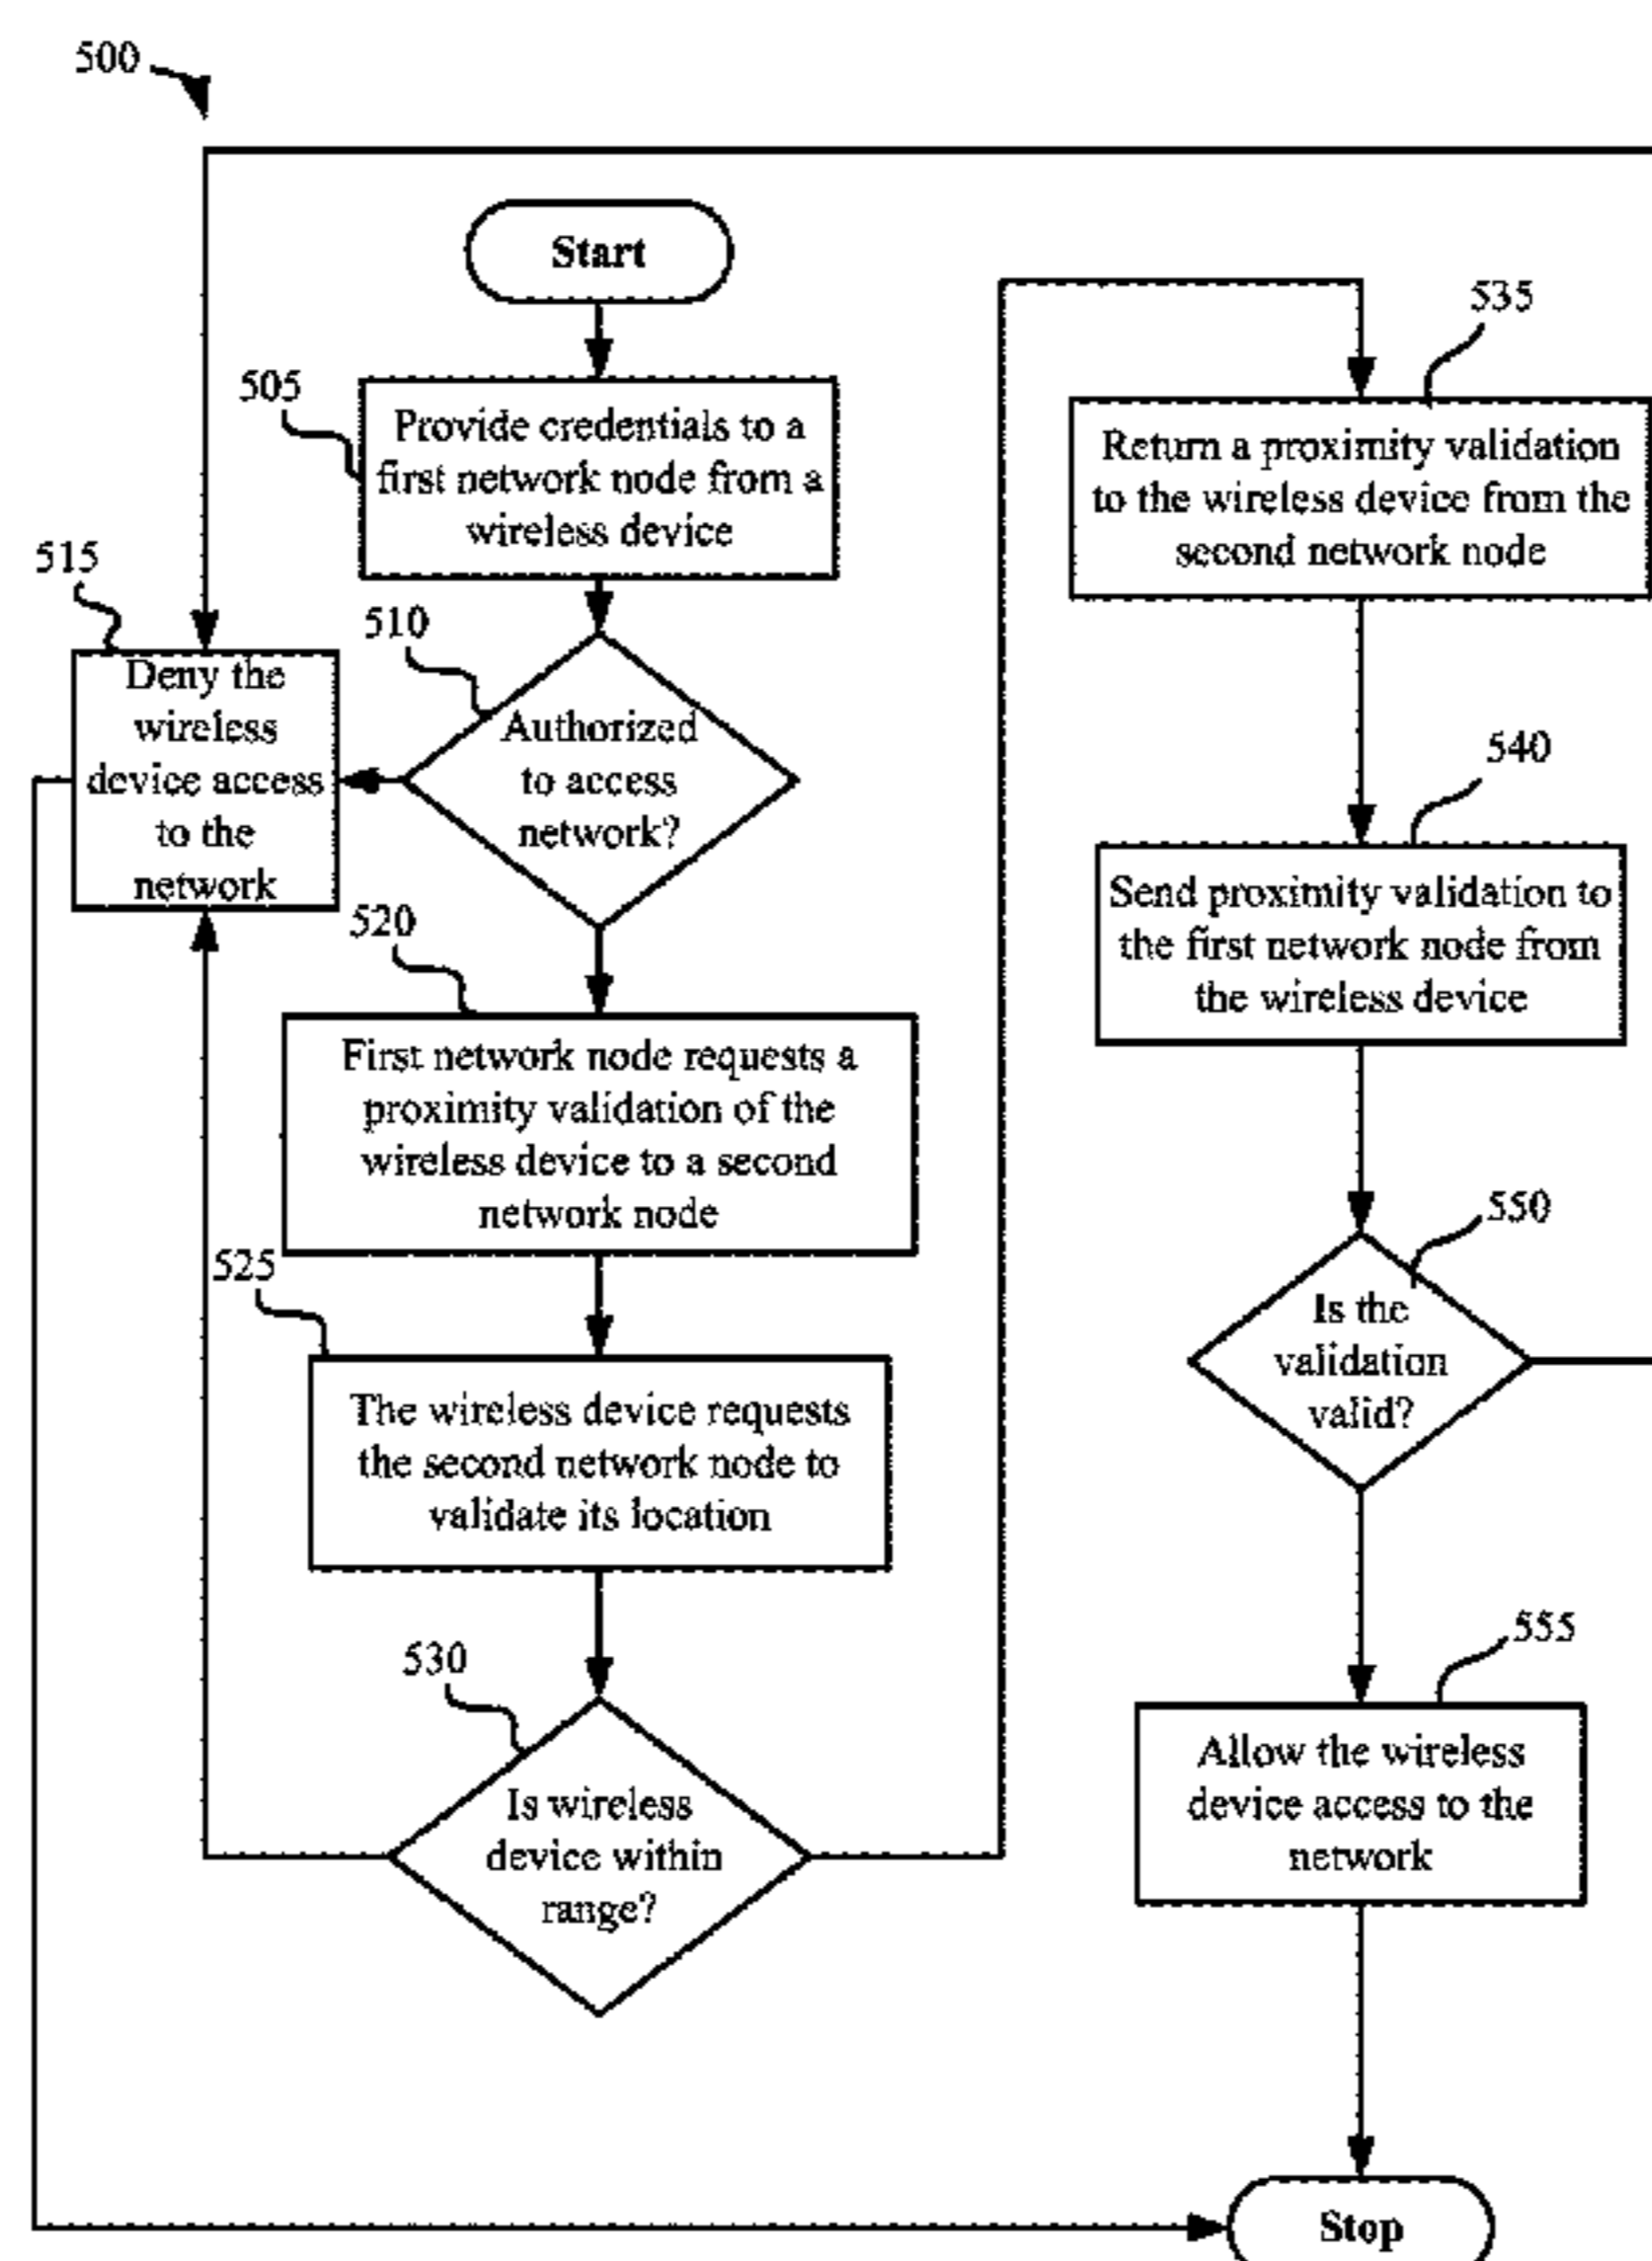 500
Start
505
Provide credentials to a
first network node from a
wireless device
510
Authorized
to access
network?
515
Deny the
wireless
device access
to the
network
520
First network node requests a
proximity validation of the
wireless device to a second
network node
525
The wireless device requests
the second network node to
validate its location
530
Is wireless
device within
range?
535
Return a proximity validation
to the wireless device from the
second network node
540
Send proximity validation to
the first network node from
the wireless device
550
Is the
validation
valid?
555
Allow the wireless
device access to the
network
Stop